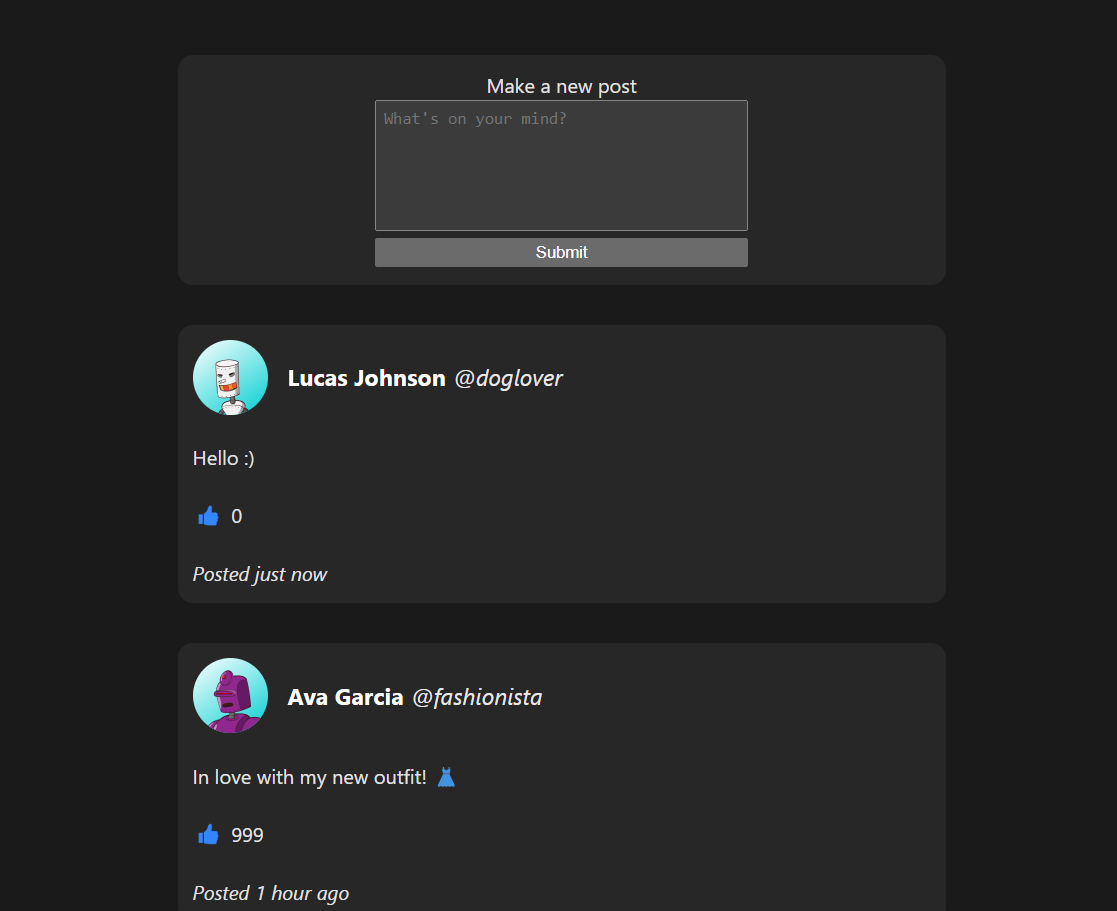 Make a new post
What's on your mind?
Submit
Lucas Johnson @doglover
Hello :)
0
Posted just now
Ava Garcia @fashionista
In love with my new outfit! 👗
999
Posted 1 hour ago